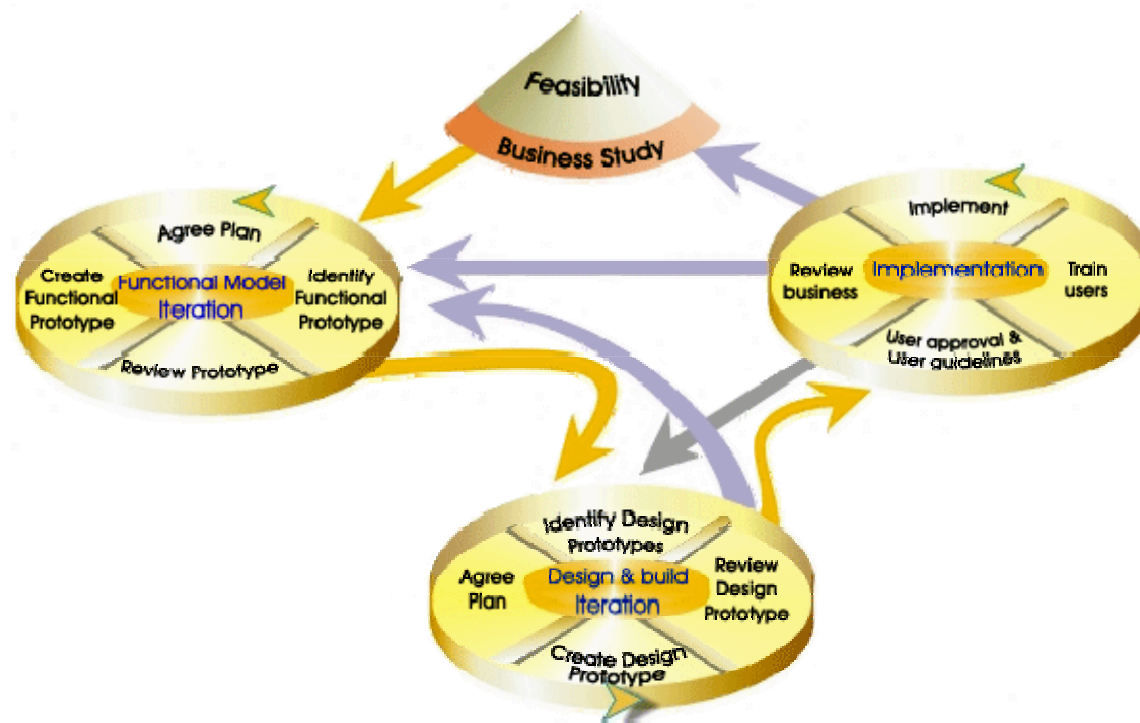 Feasibility
Business Study
Agree Plan
Create
Functional
Prototype
Functional Model
Iteration
Identify
Functional
Prototype
Review Prototype
Implement
Review
business
Implementation
Train
users
User approval &
User guidelines
Identify Design
Prototypes
Agree
Plan
Design & build
Iteration
Review
Design
Prototype
Create Design
Prototype